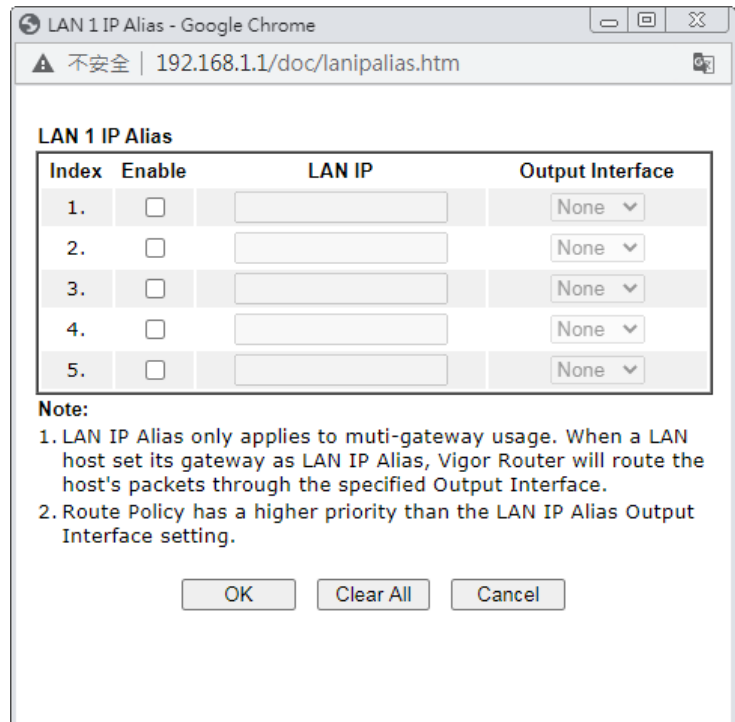 LAN 1 IP Alias - Google Chrome
不安全 | 192.168.1.1/doc/lanipalias.htm
LAN 1 IP Alias
Index Enable LAN IP Output Interface
1. None
2. None
3. None
4. None
5. None
Note:
1. LAN IP Alias only applies to muti-gateway usage. When a LAN
host set its gateway as LAN IP Alias, Vigor Router will route the
host's packets through the specified Output Interface.
2. Route Policy has a higher priority than the LAN IP Alias Output
Interface setting.
OK Clear All Cancel